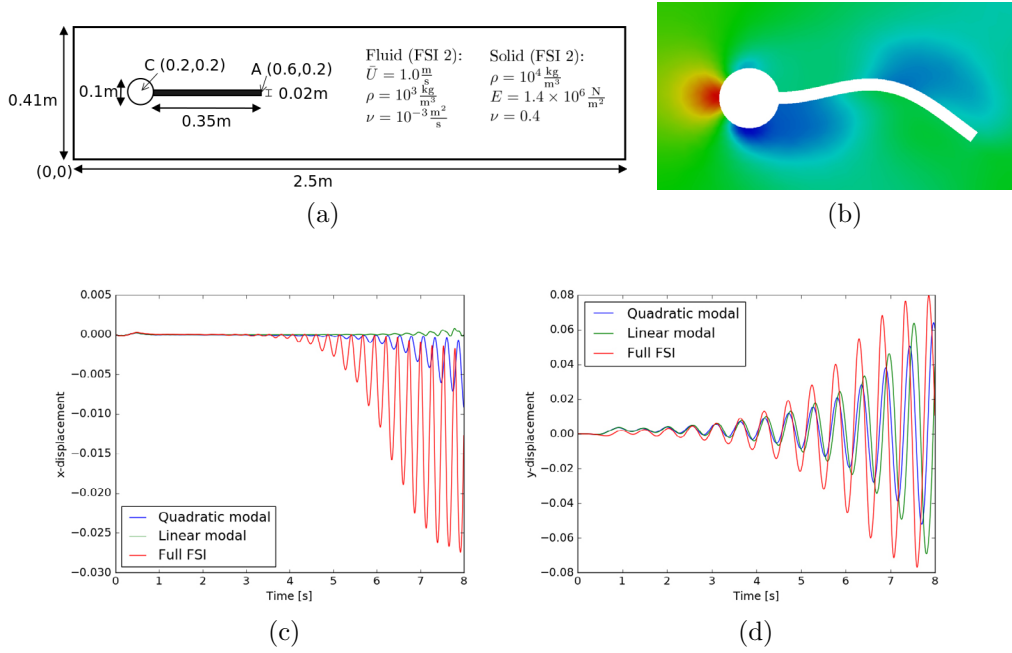 C (0.2,0.2)
A (0.6,0.2)
0.1m
0.02m
0.35m
0.41m
(0,0)
2.5m
Fluid (FSI 2):
Ū = 1.0 m/s
ρ = 10³ kg/m³
ν = 10⁻³ m²/s
Solid (FSI 2):
ρ = 10⁴ kg/m³
E = 1.4 × 10⁶ N/m²
ν = 0.4
(a)
(b)
0.005
0.000
−0.005
−0.010
−0.015
−0.020
−0.025
−0.030
x-displacement
Quadratic modal
Linear modal
Full FSI
0 1 2 3 4 5 6 7 8
Time [s]
(c)
0.08
0.06
0.04
0.02
0.00
−0.02
−0.04
−0.06
−0.08
y-displacement
Quadratic modal
Linear modal
Full FSI
0 1 2 3 4 5 6 7 8
Time [s]
(d)